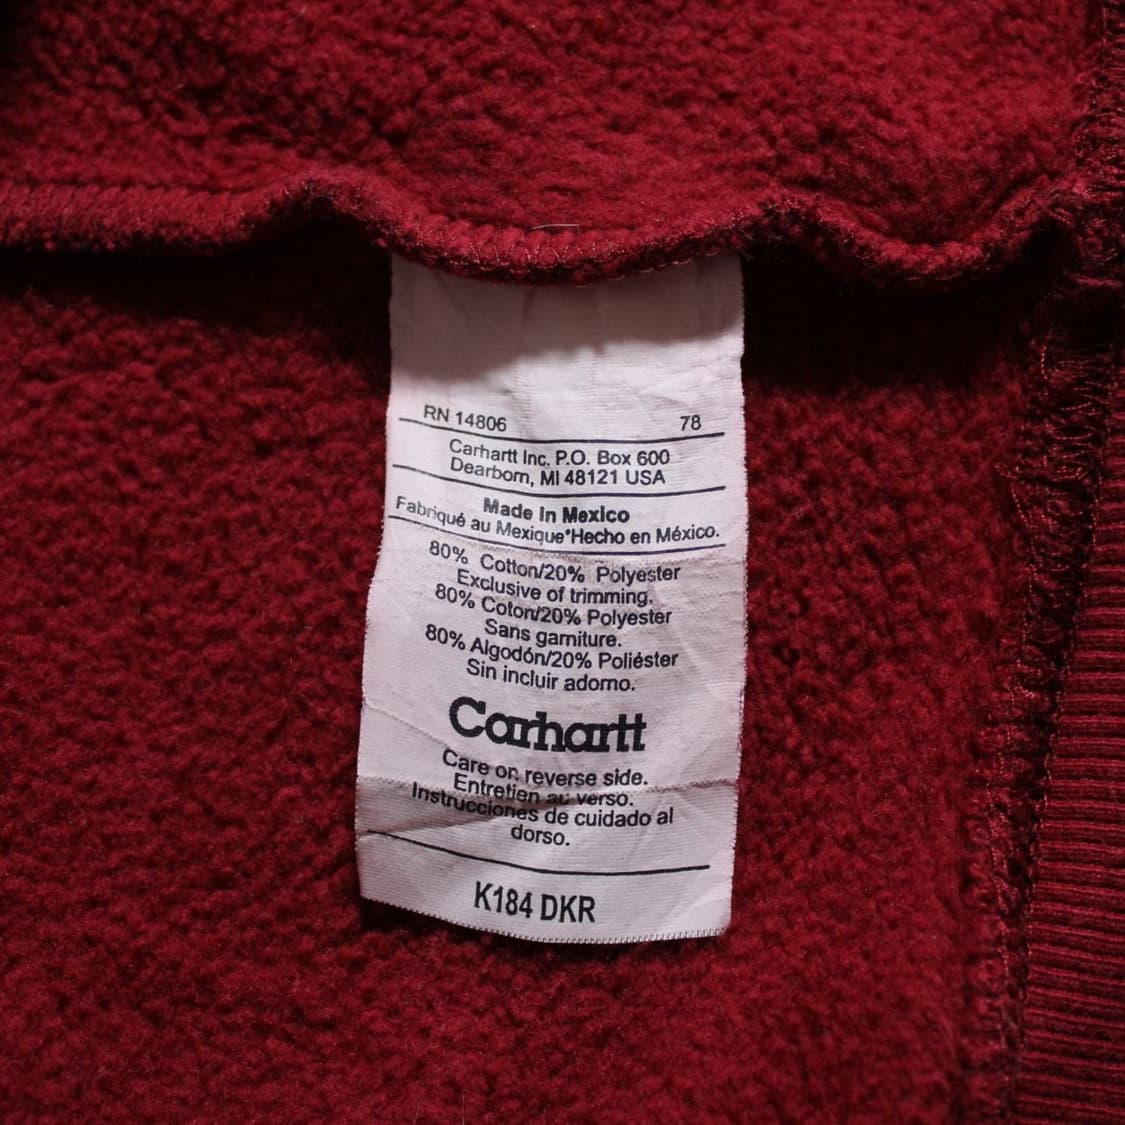 RN 14806 78
Carhartt Inc. P.O. Box 600
Dearborn, MI 48121 USA
Made In Mexico
Fabriqué au Mexique*Hecho en México.
80% Cotton/20% Polyester
Exclusive of trimming.
80% Coton/20% Polyester
Sans garniture.
80% Algodón/20% Poliéster
Sin incluir adorno.
Carhartt
Care on reverse side.
Entretien au verso.
Instrucciones de cuidado al
dorso.
K184 DKR